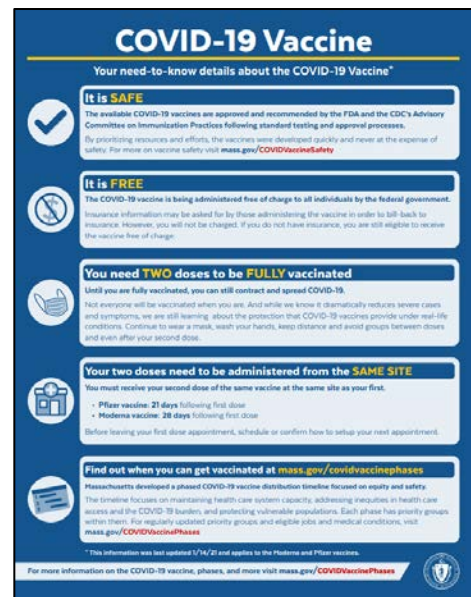 COVID-19 Vaccine
Your need-to-know details about the COVID-19 Vaccine*
It is SAFE
The available COVID-19 vaccines are approved and recommended by the FDA and the CDC's Advisory
Committee on Immunization Practices following standard testing and approval processes.
By prioritizing resources and efforts, the vaccines were developed quickly and never at the expense of
safety. For more on vaccine safety visit mass.gov/COVIDVaccineSafety
It is FREE
The COVID-19 vaccine is being administered free of charge to all individuals by the federal government.
Insurance information may be asked for by those administering the vaccine in order to bill-back to
insurance. However, you will not be charged. If you do not have insurance, you are still eligible to receive
the vaccine free of charge.
You need TWO doses to be FULLY vaccinated
Until you are fully vaccinated, you can still contract and spread COVID-19.
Not everyone will be vaccinated when you are. And while we know it dramatically reduces severe cases
and symptoms, we are still learning about the protection that COVID-19 vaccines provide under real-life
conditions. Continue to wear a mask, wash your hands, keep distance and avoid groups between doses
and even after your second dose.
Your two doses need to be administered from the SAME SITE
You must receive your second dose of the same vaccine at the same site as your first.
• Pfizer vaccine: 21 days following first dose
• Moderna vaccine: 28 days following first dose
Before leaving your first dose appointment, schedule or confirm how to setup your next appointment.
Find out when you can get vaccinated at mass.gov/covidvaccinephases
Massachusetts developed a phased COVID-19 vaccine distribution timeline focused on equity and safety.
The timeline focuses on maintaining health care system capacity, addressing inequities in health care
access and the COVID-19 burden, and protecting vulnerable populations. Each phase has priority groups
within them. For regularly updated priority groups and eligible jobs and medical conditions, visit
mass.gov/COVIDVaccinePhases
* This information was last updated 1/14/21 and applies to the Moderna and Pfizer vaccines.
For more information on the COVID-19 vaccine, phases, and more visit mass.gov/COVIDVaccinePhases